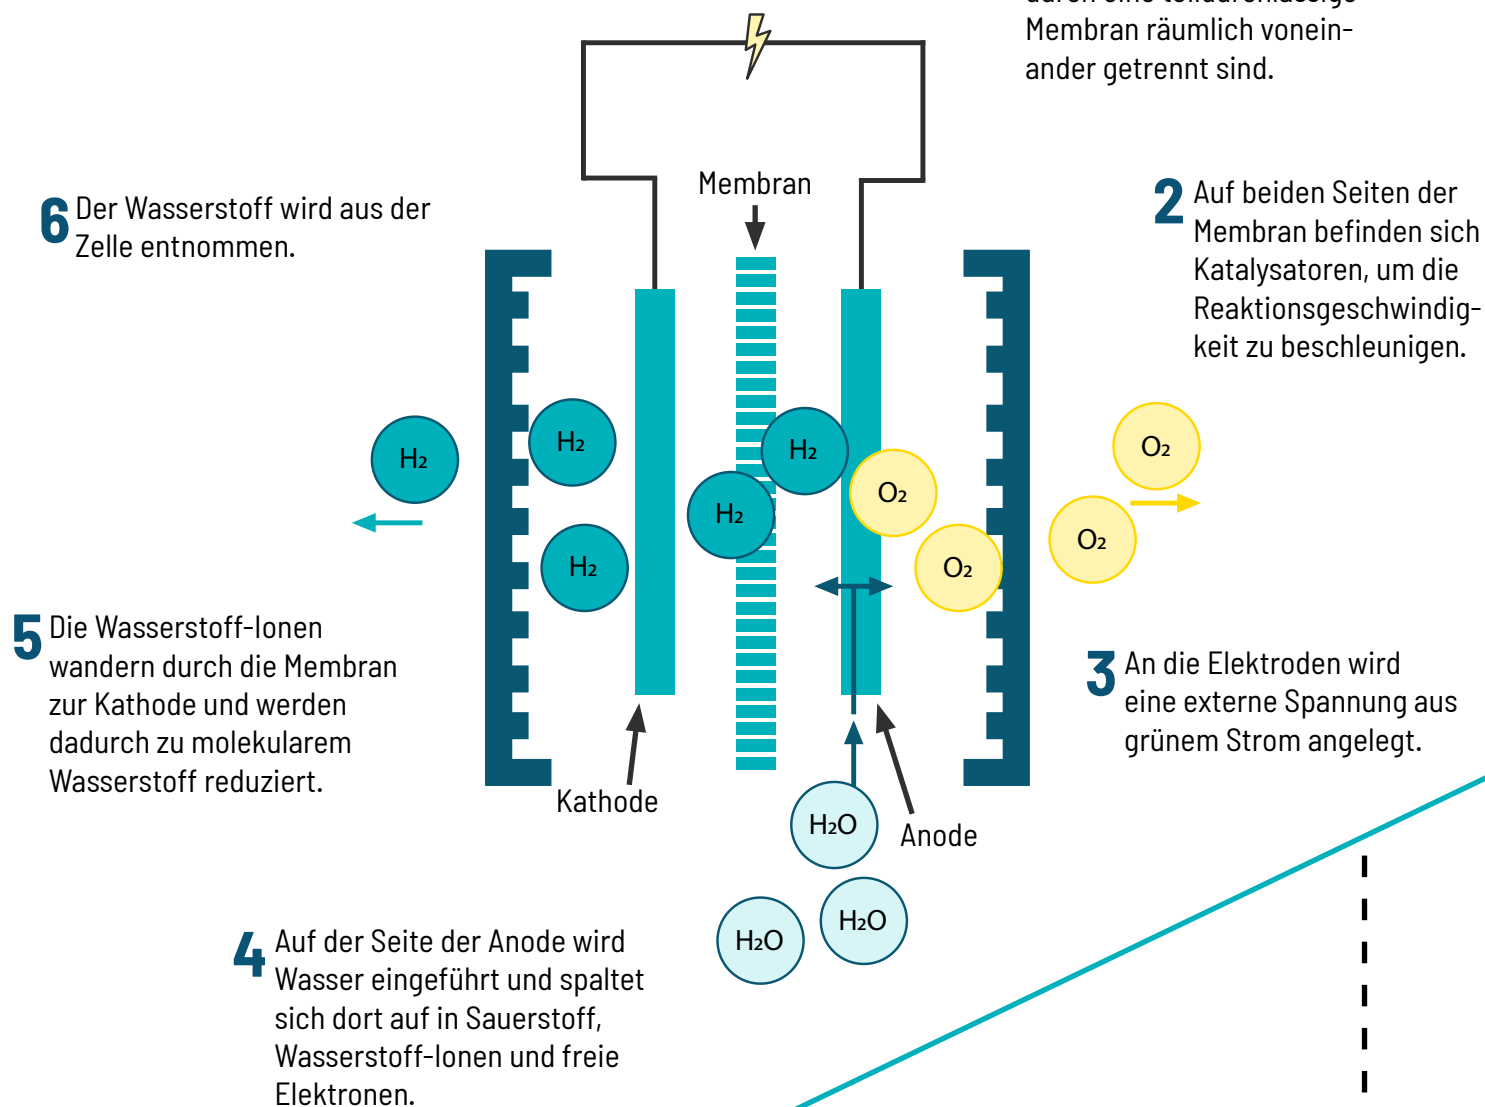 Membran räumlich vonein-
ander getrennt sind.
2 Auf beiden Seiten der
Membran befinden sich
Katalysatoren, um die
Reaktionsgeschwindig-
keit zu beschleunigen.
3 An die Elektroden wird
eine externe Spannung aus
grünem Strom angelegt.
4 Auf der Seite der Anode wird
Wasser eingeführt und spaltet
sich dort auf in Sauerstoff,
Wasserstoff-Ionen und freie
Elektronen.
5 Die Wasserstoff-Ionen
wandern durch die Membran
zur Kathode und werden
dadurch zu molekularem
Wasserstoff reduziert.
6 Der Wasserstoff wird aus der
Zelle entnommen.
Membran
H₂
H₂
H₂
H₂
H₂
O₂
O₂
O₂
O₂
Kathode
Anode
H₂O
H₂O
H₂O